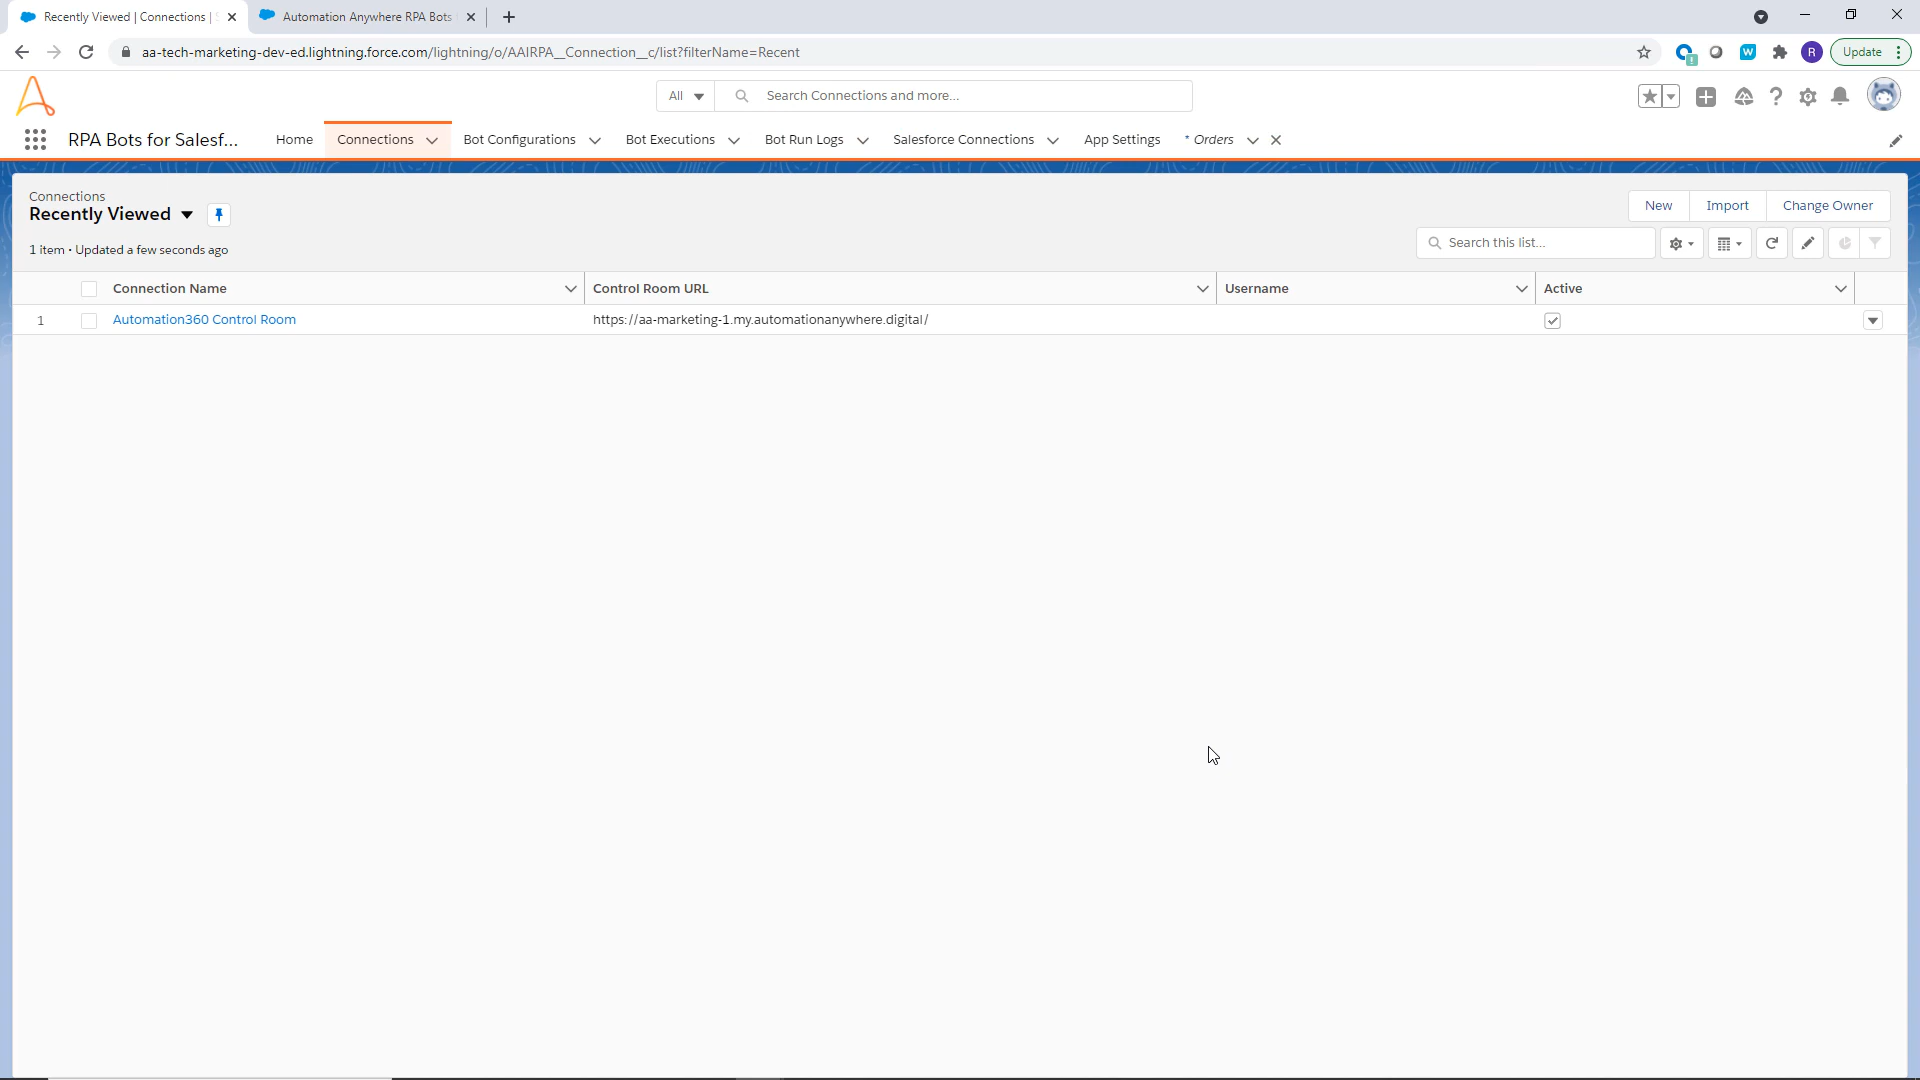 Recently Viewed | Connections |
Automation Anywhere RPA Bots
aa-tech-marketing-dev-ed.lightning.force.com/lightning/o/AAIRPA__Connection__c/list?filterName=Recent
W
R
Update
All
Search Connections and more...
RPA Bots for Salesf...
Home
Connections
Bot Configurations
Bot Executions
Bot Run Logs
Salesforce Connections
App Settings
* Orders
Connections
Recently Viewed
New
Import
Change Owner
1 item • Updated a few seconds ago
Search this list...
Connection Name
Control Room URL
Username
Active
1
Automation360 Control Room
https://aa-marketing-1.my.automationanywhere.digital/